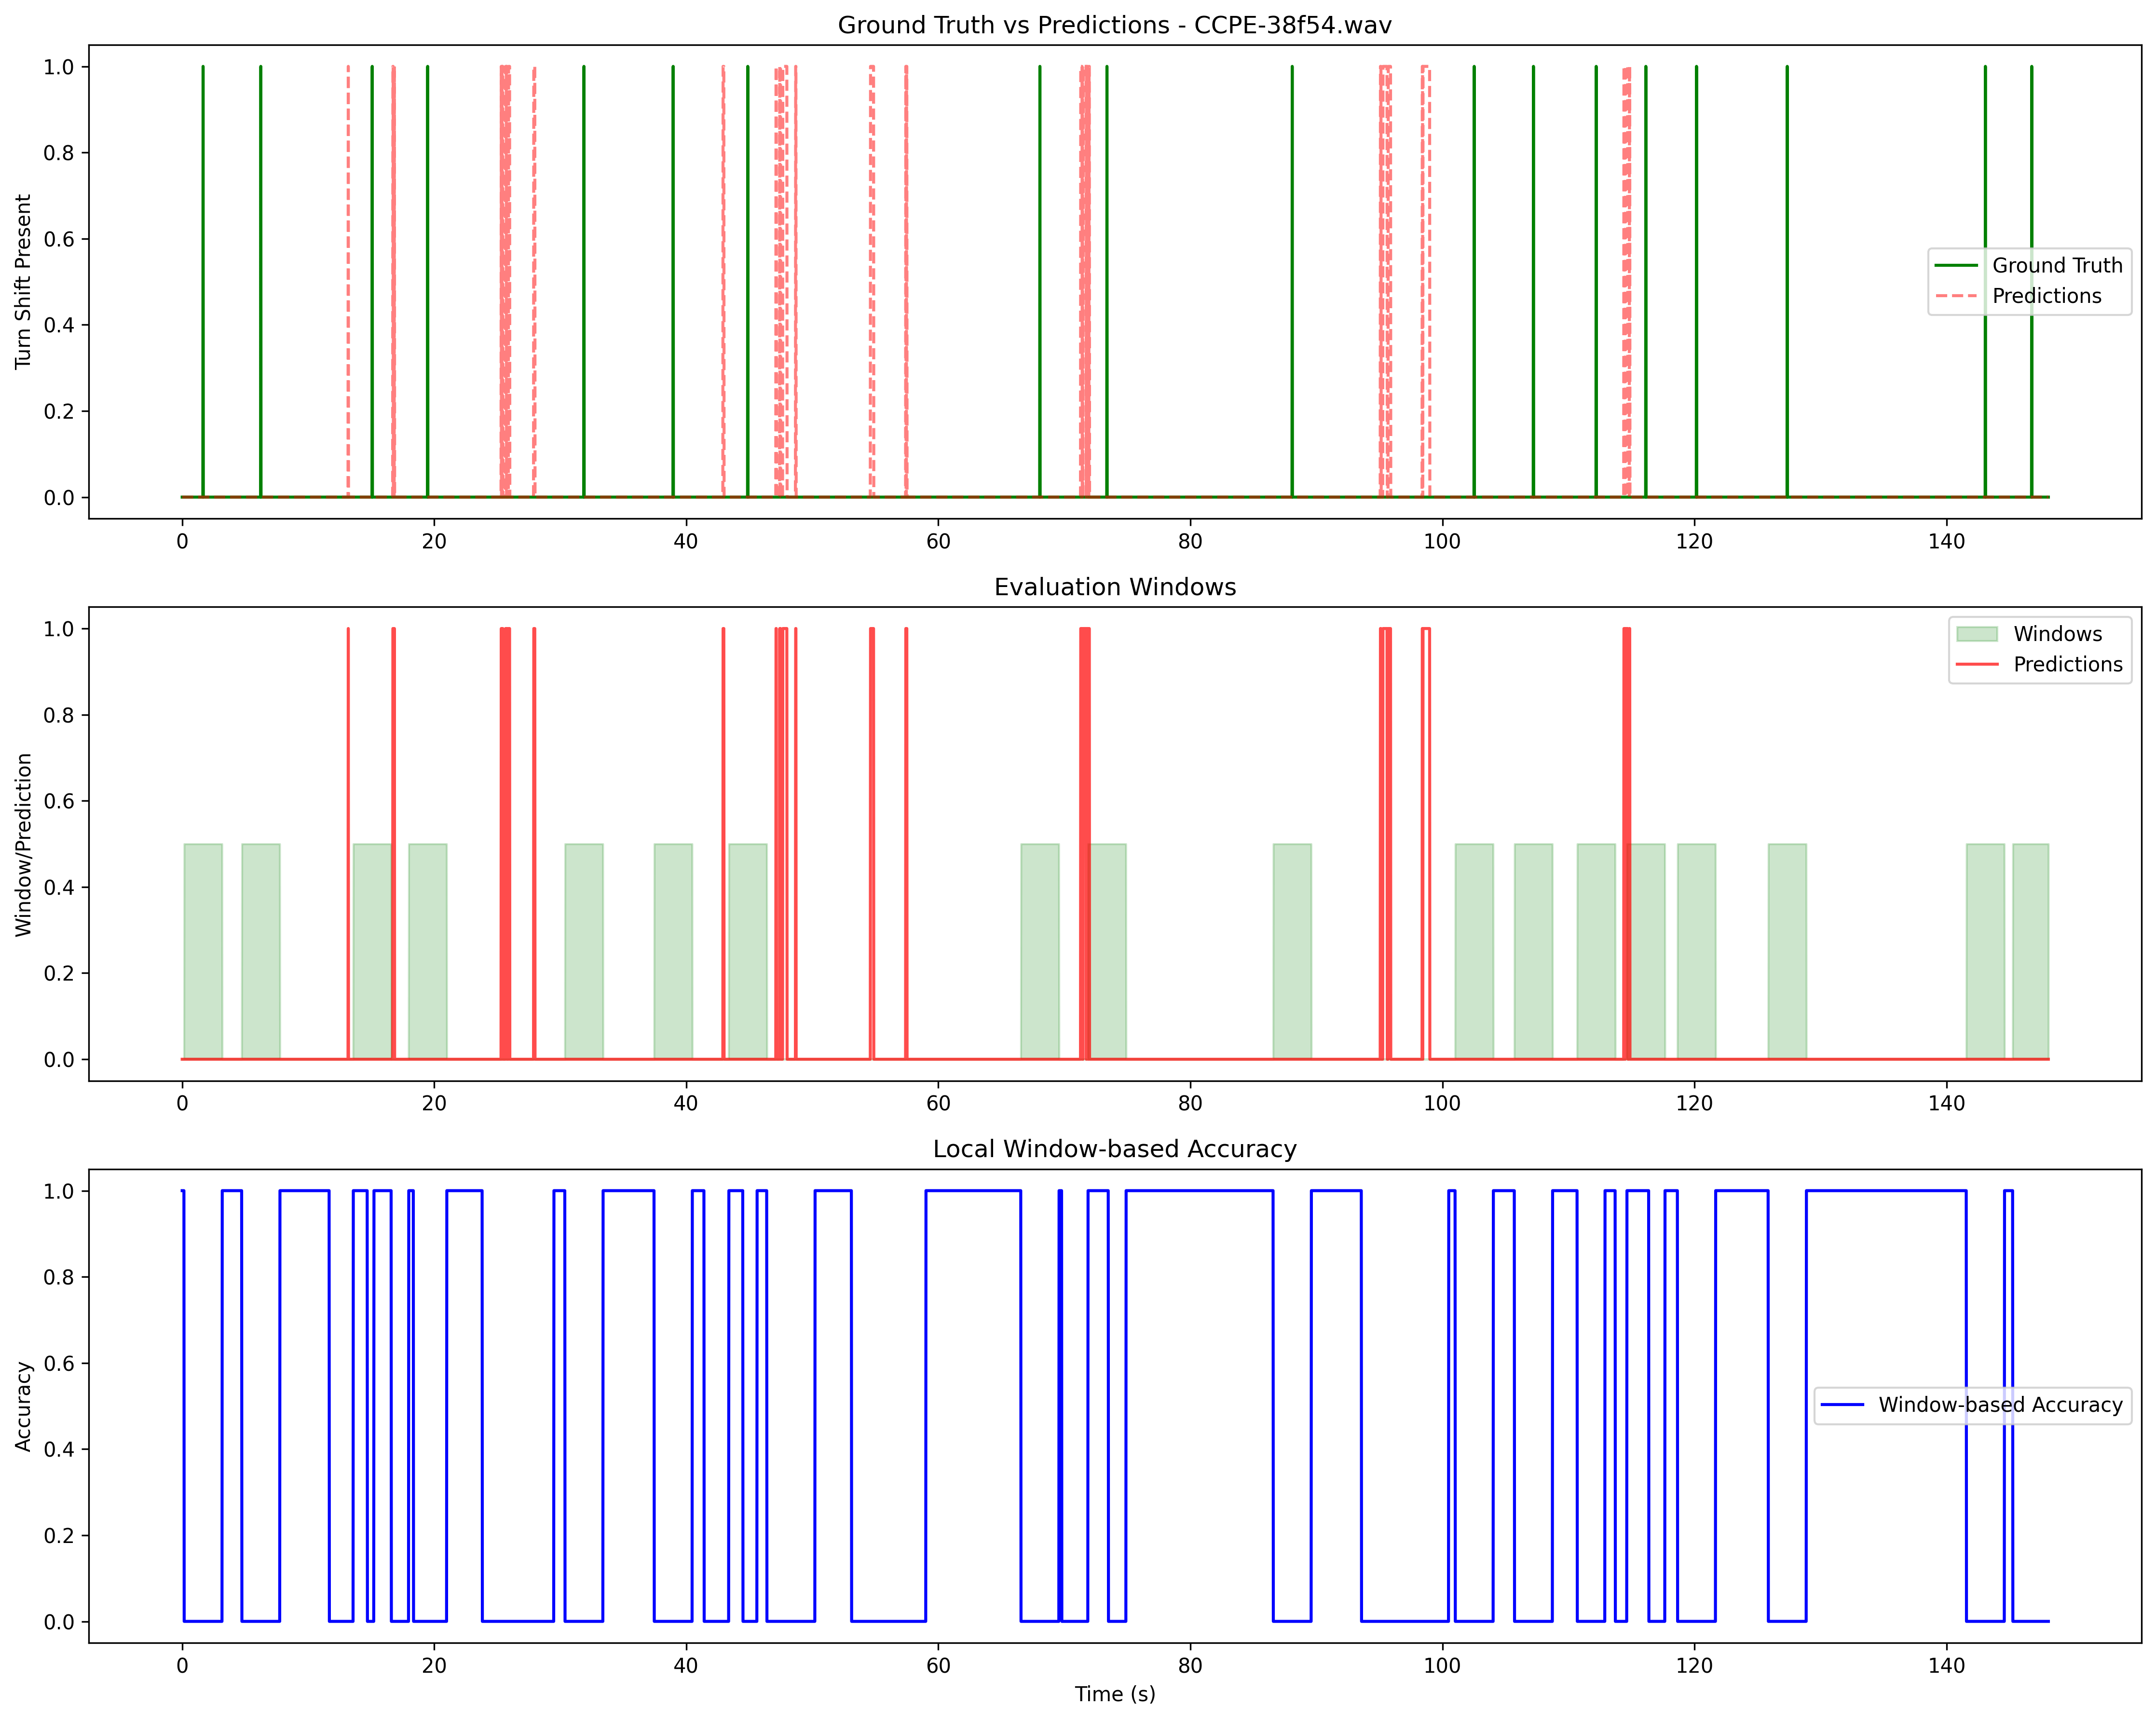 Ground Truth vs Predictions - CCPE-38f54.wav
1.0
0.8
0.6
0.4
0.2
0.0
Turn Shift Present
Ground Truth
Predictions
0 20 40 60 80 100 120 140
Evaluation Windows
1.0
0.8
0.6
0.4
0.2
0.0
Window/Prediction
Windows
Predictions
0 20 40 60 80 100 120 140
Local Window-based Accuracy
1.0
0.8
0.6
0.4
0.2
0.0
Accuracy
Window-based Accuracy
0 20 40 60 80 100 120 140
Time (s)